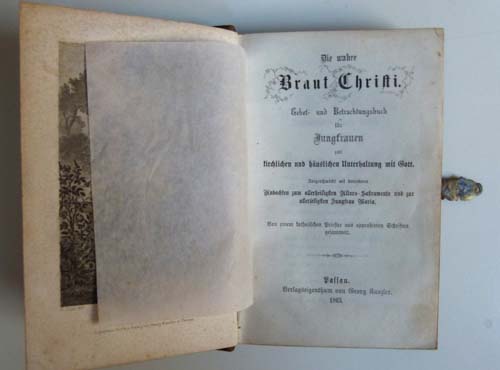 Die wahre
Braut Christi.
Gebet- und Betrachtungsbuch
für
Jungfrauen
zur
kirchlichen und häuslichen Unterhaltung mit Gott.
Ausgestattet mit besonderen
Andachten zum allerheiligsten Altars-Sakramente und zur
allerseligsten Jungfrau Maria.
Von einem katholischen Priester aus approbirten Schriften
gesammelt.
Passau.
Verlagseigenthum von Georg Kanzler.
1863.